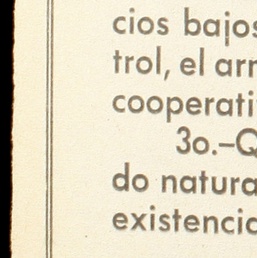 cios bajos
trol, el arr
cooperati
3o.—Q
do natura
existencia